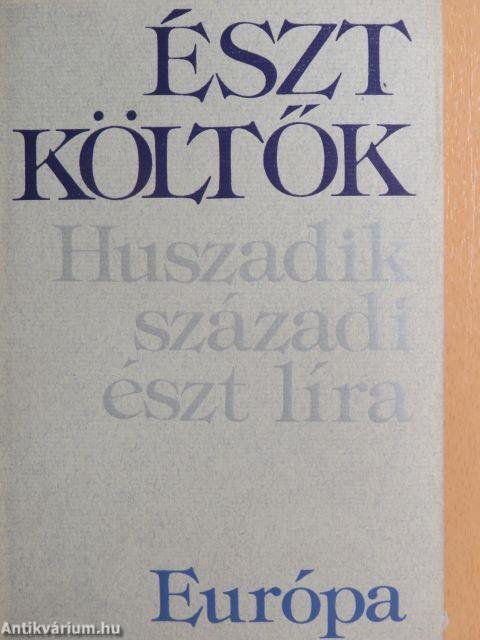 ÉSZT
KÖLTŐK
Huszadik
századi
észt líra
Európa
Antikvárium.hu